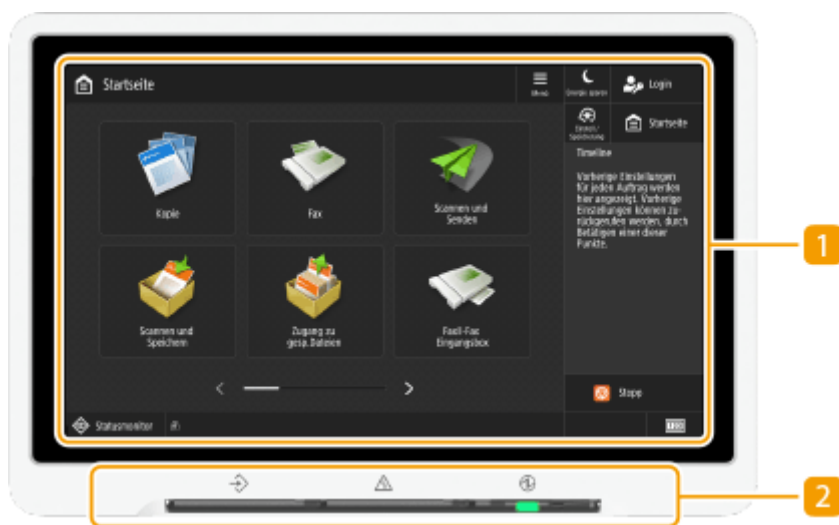 Startseite
Menü
Energie sparen
Login
Einstell./
Speicherung
Startseite
Timeline
Vorherige Einstellungen
für jeden Auftrag werden
hier angezeigt. Vorherige
Einstellungen können zu-
rückgerufen werden, durch
Betätigen einer dieser
Punkte.
Kopie
Fax
Scannen und
Senden
Scannen und
Speichern
Zugang zu
gesp.Dateien
Fax/I-Fax
Eingangsbox
Stopp
Statusmonitor
1
2